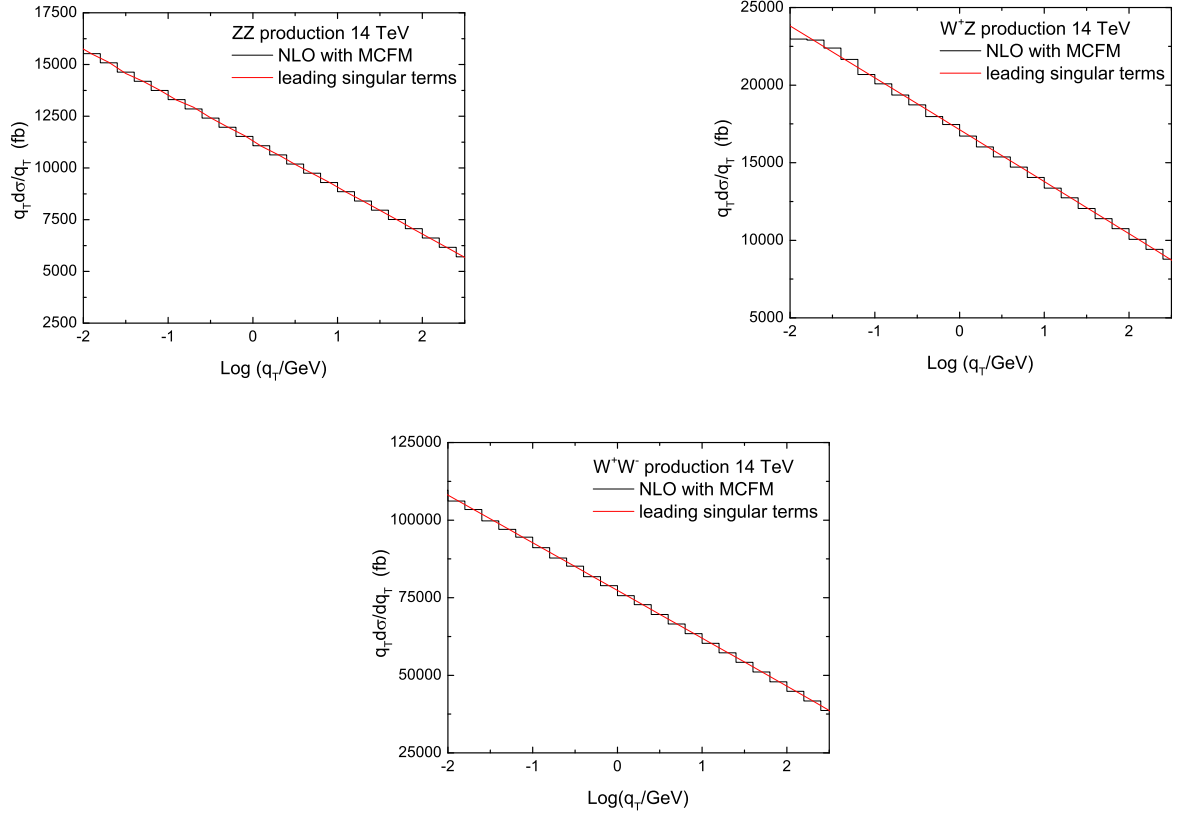 ZZ production 14 TeV
NLO with MCFM
leading singular terms
17500
15000
12500
10000
7500
5000
2500
q_T dσ/q_T (fb)
-2 -1 0 1 2
Log (q_T/GeV)
W⁺Z production 14 TeV
NLO with MCFM
leading singular terms
25000
20000
15000
10000
5000
q_T dσ/q_T (fb)
-2 -1 0 1 2
Log (q_T/GeV)
W⁺W⁻ production 14 TeV
NLO with MCFM
leading singular terms
125000
100000
75000
50000
25000
q_T dσ/dq_T (fb)
-2 -1 0 1 2
Log(q_T/GeV)